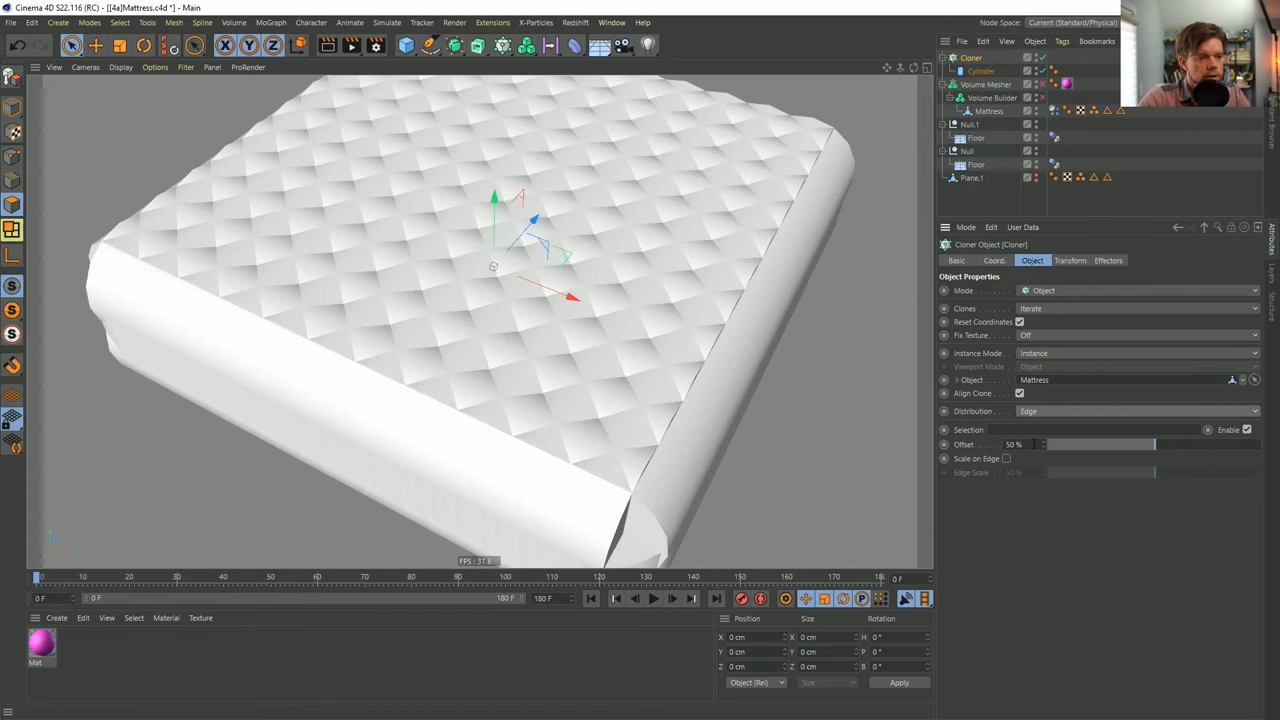 Cinema 4D S22.116 (RC) - [[4a]Mattress.c4d *] - Main
File Edit Create Modes Select Tools Mesh Spline Volume MoGraph Character Animate Simulate Tracker Render Extensions X-Particles Redshift Window Help
Node Space: Current (Standard/Physical)
File Edit View Object Tags Bookmarks
View Cameras Display Options Filter Panel ProRender
Cloner
Cylinder
Volume Mesher
Volume Builder
Mattress
Null.1
Floor
Null
Floor
Plane.1
Mode Edit User Data
Cloner Object [Cloner]
Basic Coord. Object Transform Effectors
Object Properties
Mode Object
Clones Iterate
Reset Coordinates
Fix Texture Off
Instance Mode Instance
Viewport Mode Object
Object Mattress
Align Clone
Distribution Edge
Selection Enable
Offset 50 %
Scale on Edge
Edge Scale 50 %
Attributes
Layers
Structure
X Y Z
S S S
FPS : 31.6
0 10 20 30 40 50 60 70 80 90 100 110 120 130 140 150 160 170 180 0 F
0 F 0 F 180 F 180 F
Create Edit View Select Material Texture
Mat
Position Size Rotation
X 0 cm X 0 cm H 0 °
Y 0 cm Y 0 cm P 0 °
Z 0 cm Z 0 cm B 0 °
Object (Rel) Size Apply